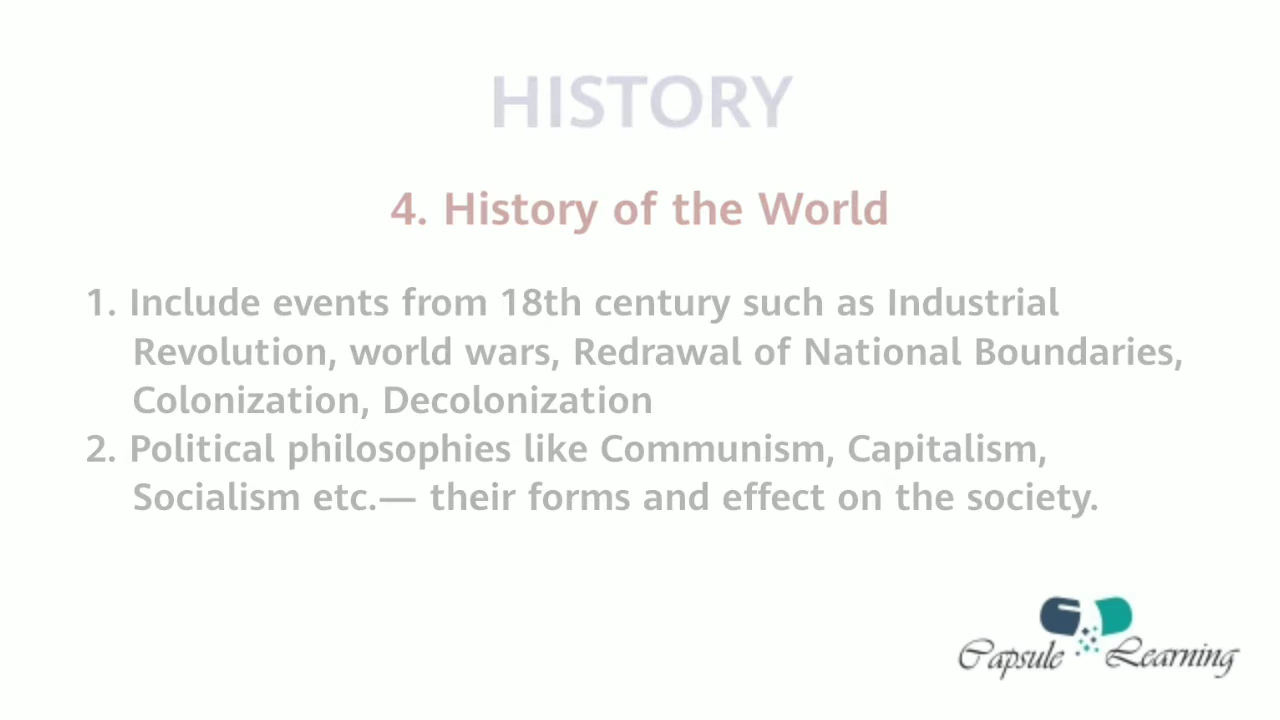 HISTORY
4. History of the World
1. Include events from 18th century such as Industrial
Revolution, world wars, Redrawal of National Boundaries,
Colonization, Decolonization
2. Political philosophies like Communism, Capitalism,
Socialism etc.— their forms and effect on the society.
Capsule Learning